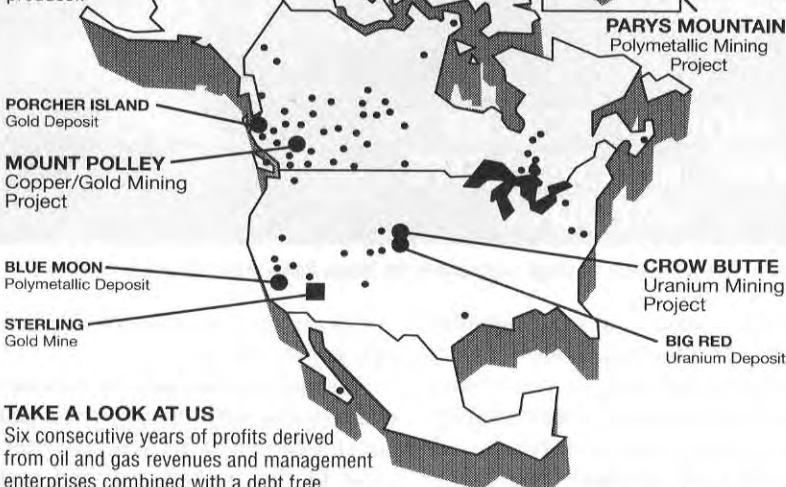 PARYS MOUNTAIN
Polymetallic Mining
Project
PORCHER ISLAND
Gold Deposit
MOUNT POLLEY
Copper/Gold Mining
Project
BLUE MOON
Polymetallic Deposit
STERLING
Gold Mine
CROW BUTTE
Uranium Mining
Project
BIG RED
Uranium Deposit
TAKE A LOOK AT US
Six consecutive years of profits derived
from oil and gas revenues and management
enterprises combined with a debt free